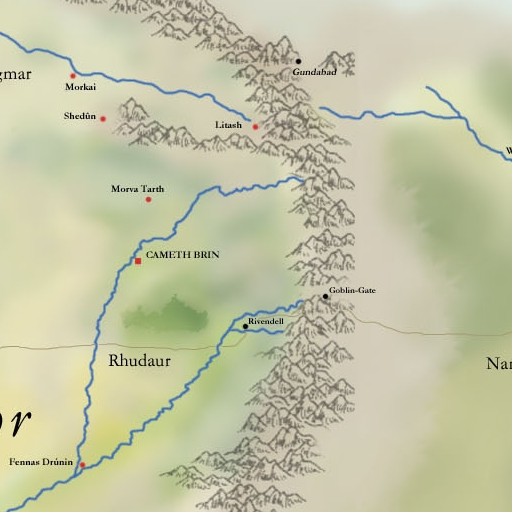 Gundabad
gmar
Morkai
Shedûn
Litash
W
Morva Tarth
CAMETH BRIN
Goblin-Gate
Rivendell
Rhudaur
Nar
or
Fennas Drúnin